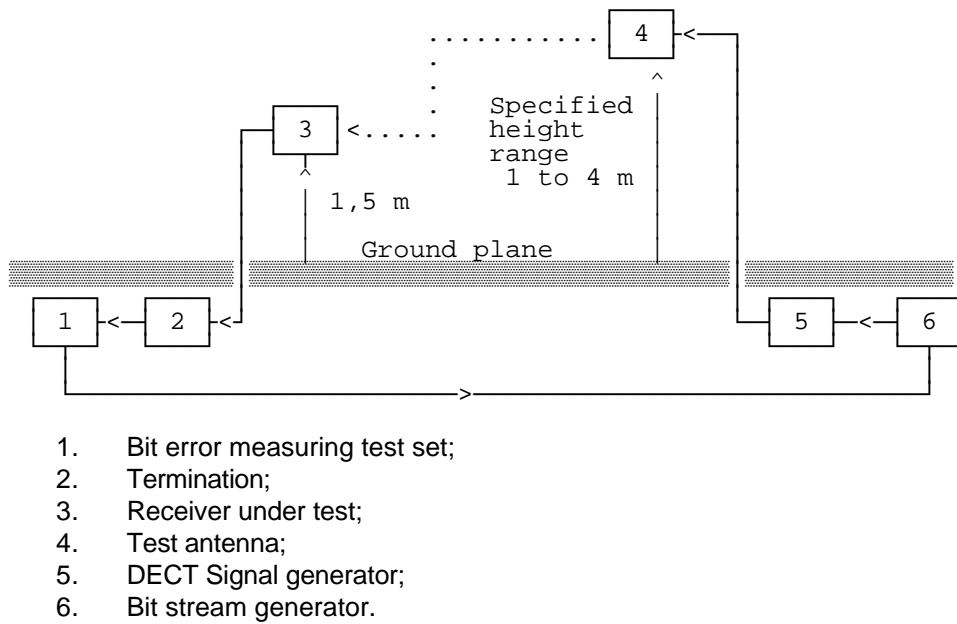 4
Specified
height
range
1 to 4 m
3
1,5 m
Ground plane
1 2 5 6
1. Bit error measuring test set;
2. Termination;
3. Receiver under test;
4. Test antenna;
5. DECT Signal generator;
6. Bit stream generator.